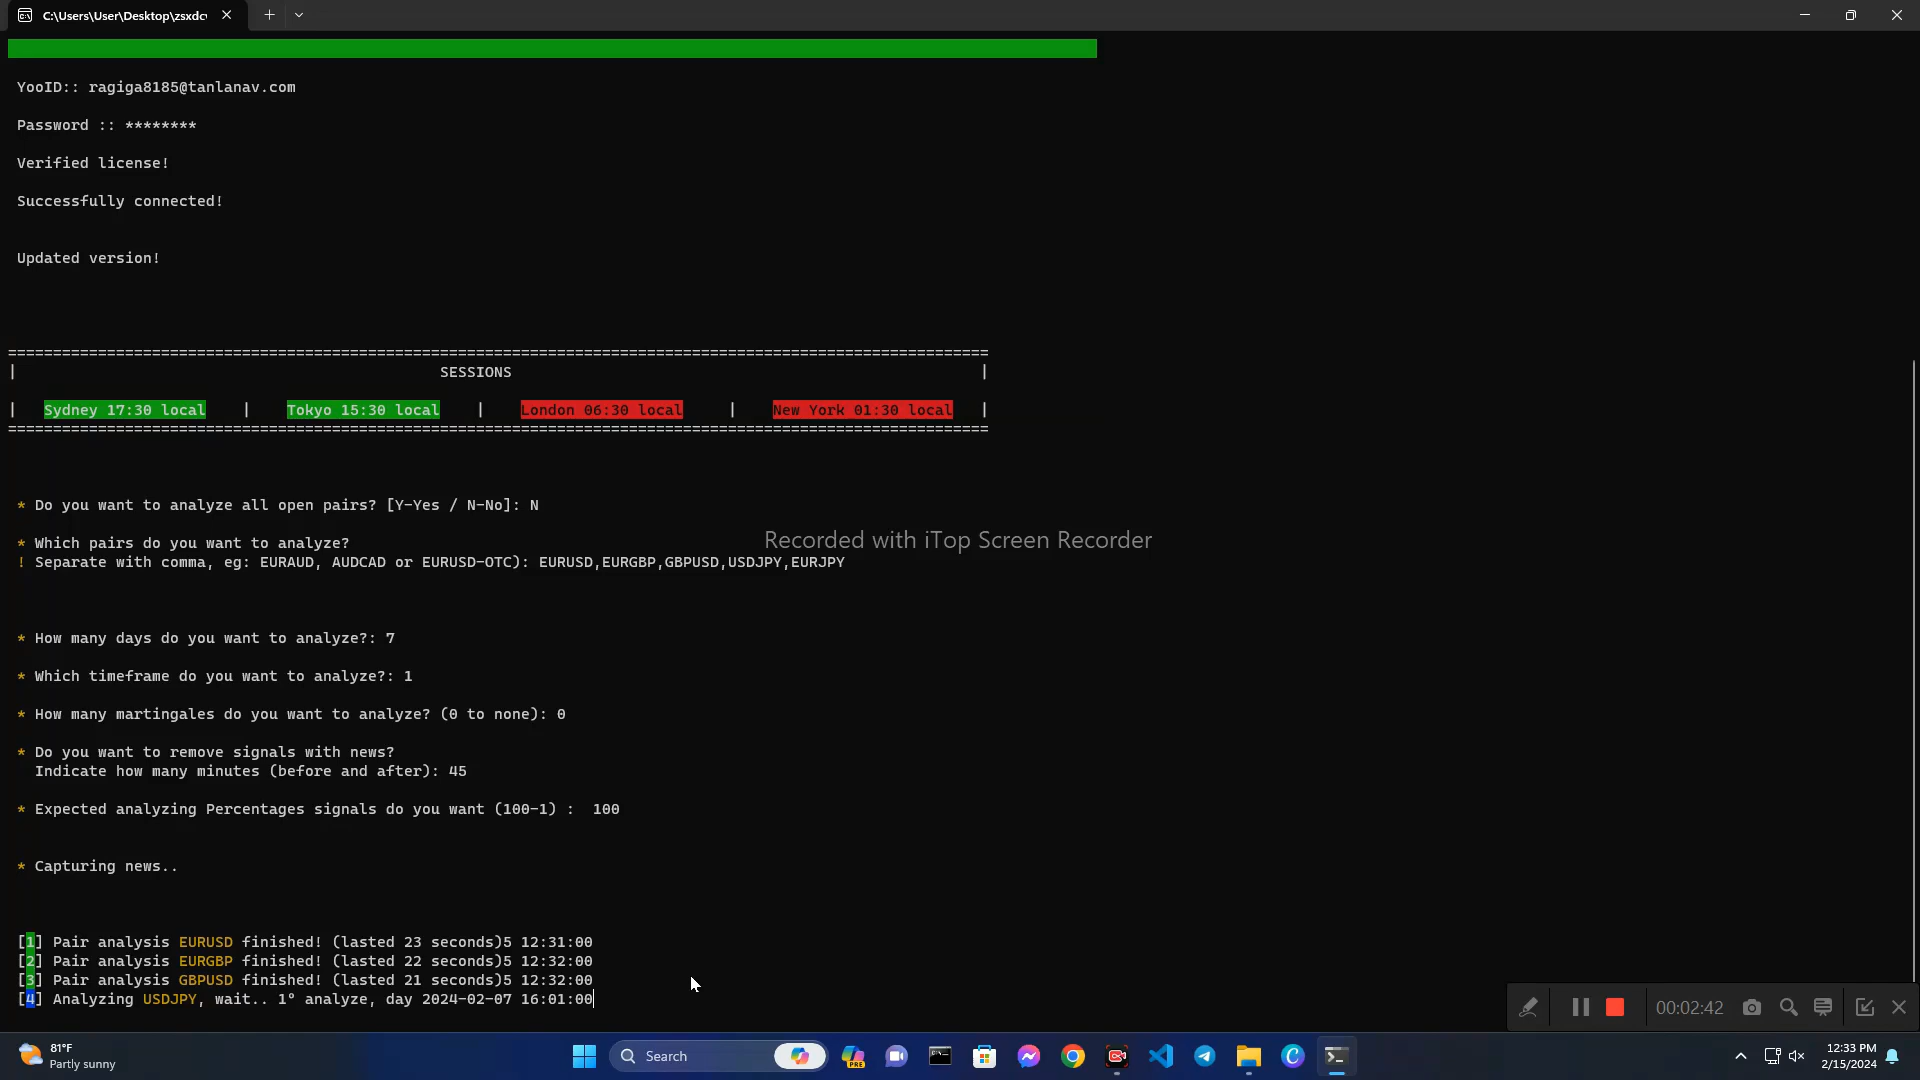 C:\Users\User\Desktop\zsxdc
YooID:: ragiga8185@tanlanav.com
Password :: ********
Verified license!
Successfully connected!
Updated version!
=============================================================================================================
| SESSIONS |
| Sydney 17:30 local | Tokyo 15:30 local | London 06:30 local | New York 01:30 local |
=============================================================================================================
* Do you want to analyze all open pairs? [Y-Yes / N-No]: N
* Which pairs do you want to analyze?
! Separate with comma, eg: EURAUD, AUDCAD or EURUSD-OTC): EURUSD,EURGBP,GBPUSD,USDJPY,EURJPY
Recorded with iTop Screen Recorder
* How many days do you want to analyze?: 7
* Which timeframe do you want to analyze?: 1
* How many martingales do you want to analyze? (0 to none): 0
* Do you want to remove signals with news?
Indicate how many minutes (before and after): 45
* Expected analyzing Percentages signals do you want (100-1) :  100
* Capturing news..
[1] Pair analysis EURUSD finished! (lasted 23 seconds)5 12:31:00
[2] Pair analysis EURGBP finished! (lasted 22 seconds)5 12:32:00
[3] Pair analysis GBPUSD finished! (lasted 21 seconds)5 12:32:00
[4] Analyzing USDJPY, wait.. 1° analyze, day 2024-02-07 16:01:00
00:02:42
81°F
Partly sunny
Search
PRE
12:33 PM
2/15/2024